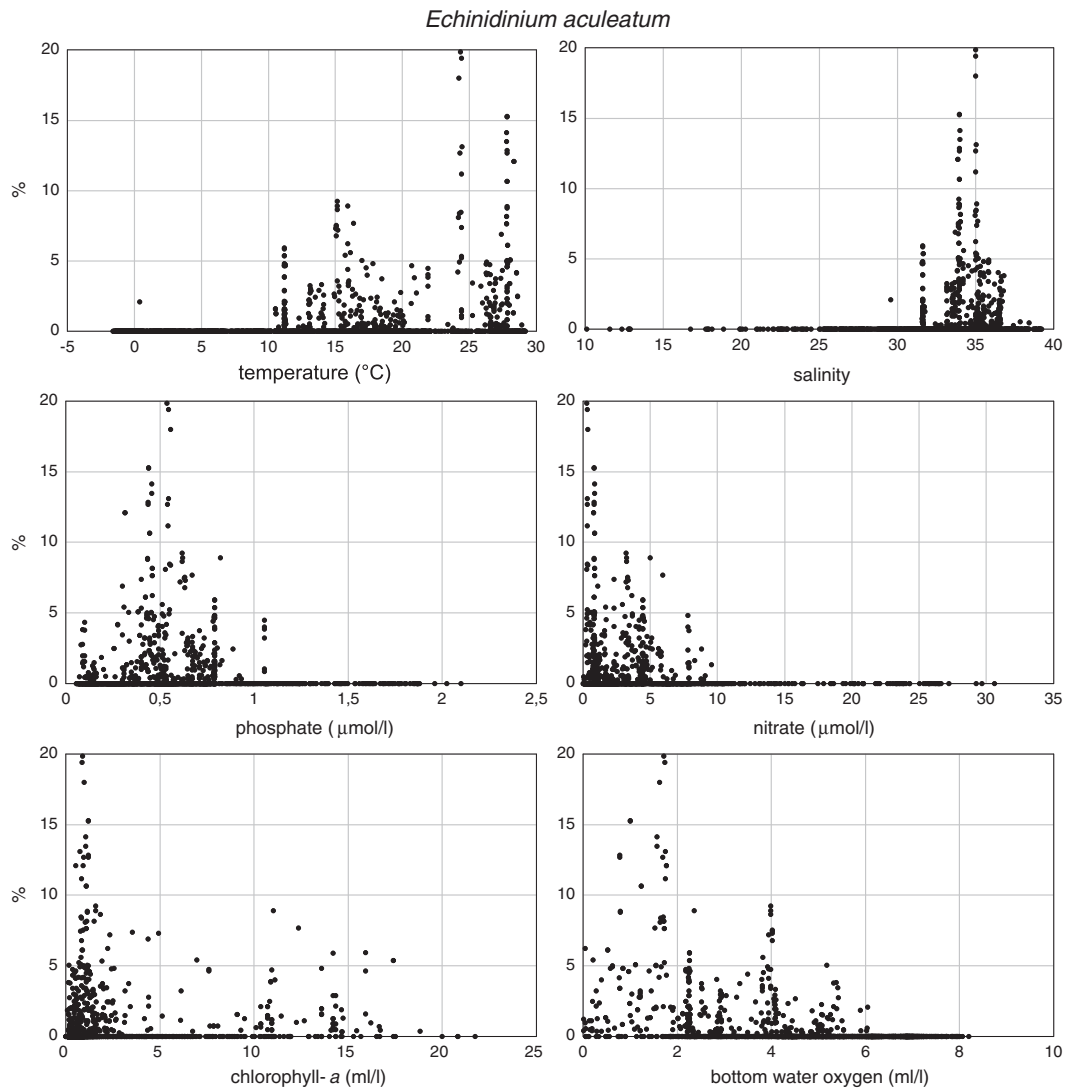 Echinidinium aculeatum
20
15
10
5
0
%
-5 0 5 10 15 20 25 30
temperature (°C)
20
15
10
5
0
10 15 20 25 30 35 40
salinity
20
15
10
5
0
%
0 0,5 1 1,5 2 2,5
phosphate ( µmol/l)
20
15
10
5
0
0 5 10 15 20 25 30 35
nitrate ( µmol/l)
20
15
10
5
0
%
0 5 10 15 20 25
chlorophyll- a (ml/l)
20
15
10
5
0
0 2 4 6 8 10
bottom water oxygen (ml/l)